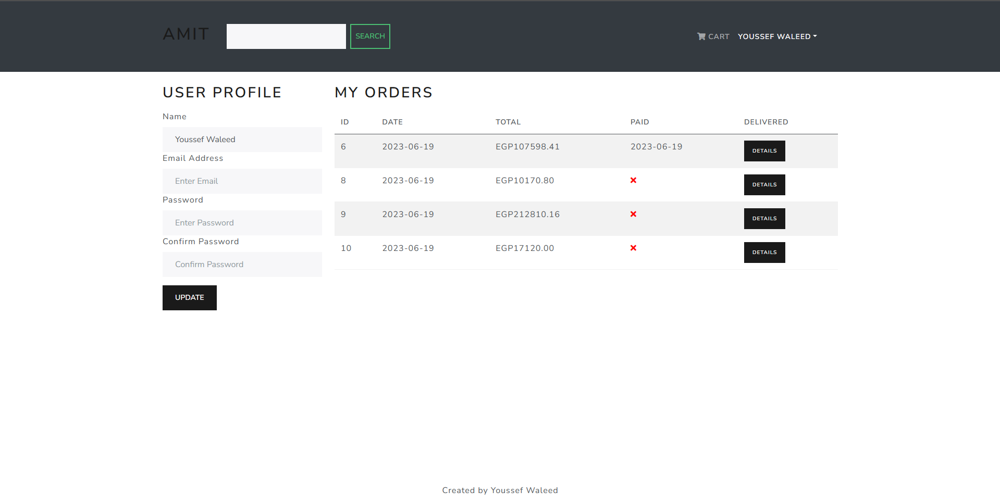 AMIT
SEARCH
CART
YOUSSEF WALEED
USER PROFILE
Name
Youssef Waleed
Email Address
Enter Email
Password
Enter Password
Confirm Password
Confirm Password
UPDATE
MY ORDERS
ID DATE TOTAL PAID DELIVERED
6 2023-06-19 EGP107598.41 2023-06-19 DETAILS
8 2023-06-19 EGP10170.80 DETAILS
9 2023-06-19 EGP212810.16 DETAILS
10 2023-06-19 EGP17120.00 DETAILS
Created by Youssef Waleed